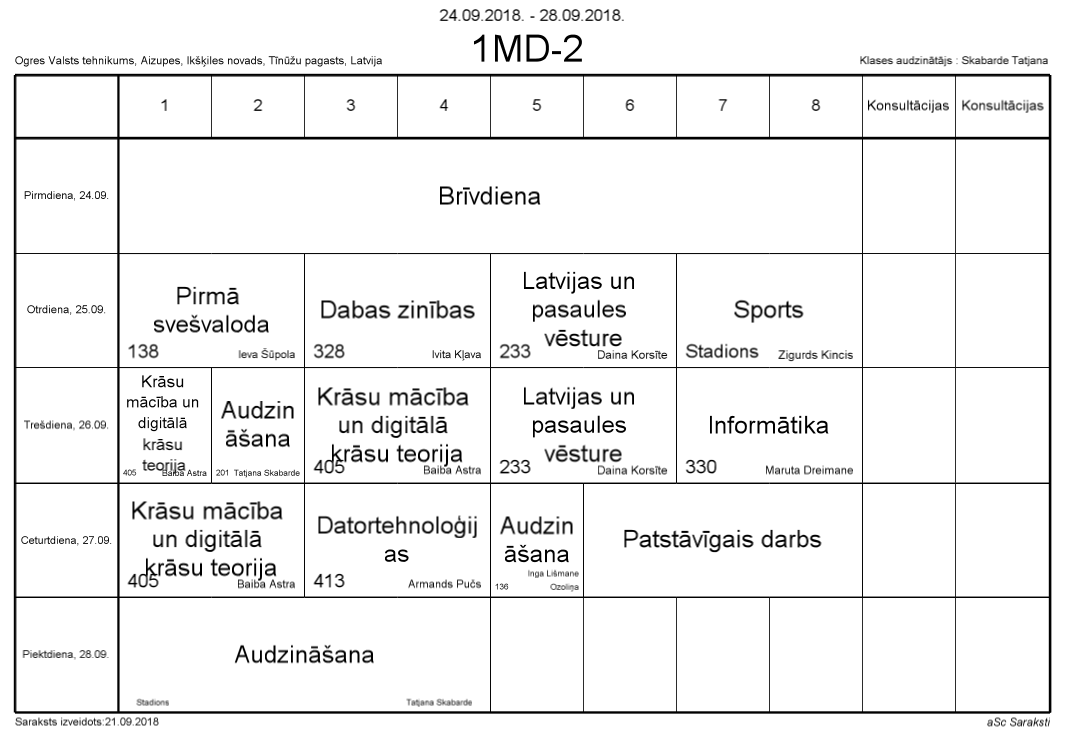 24.09.2018. - 28.09.2018.
1MD-2
Ogres Valsts tehnikums, Aizupes, Ikšķiles novads, Tīnūžu pagasts, Latvija
Klases audzinātājs : Skabarde Tatjana
1 2 3 4 5 6 7 8 Konsultācijas Konsultācijas
Pirmdiena, 24.09.
Brīvdiena
Otrdiena, 25.09.
Pirmā
svešvaloda
138 Ieva Šūpola
Dabas zinības
328 Ivita Kļava
Latvijas un
pasaules
vēsture
233 Daina Korsīte
Sports
Stadions Zigurds Kincis
Trešdiena, 26.09.
Krāsu
mācība un
digitālā
krāsu
teorija
405 Baiba Astra
Audzin
āšana
201 Tatjana Skabarde
Krāsu mācība
un digitālā
krāsu teorija
405 Baiba Astra
Latvijas un
pasaules
vēsture
233 Daina Korsīte
Informātika
330 Maruta Dreimane
Ceturtdiena, 27.09.
Krāsu mācība
un digitālā
krāsu teorija
405 Baiba Astra
Datortehnoloģij
as
413 Armands Pučs
Audzin
āšana
Inga Lišmane
136 Ozoliņa
Patstāvīgais darbs
Piektdiena, 28.09.
Audzināšana
Stadions Tatjana Skabarde
Saraksts izveidots:21.09.2018
aSc Saraksti